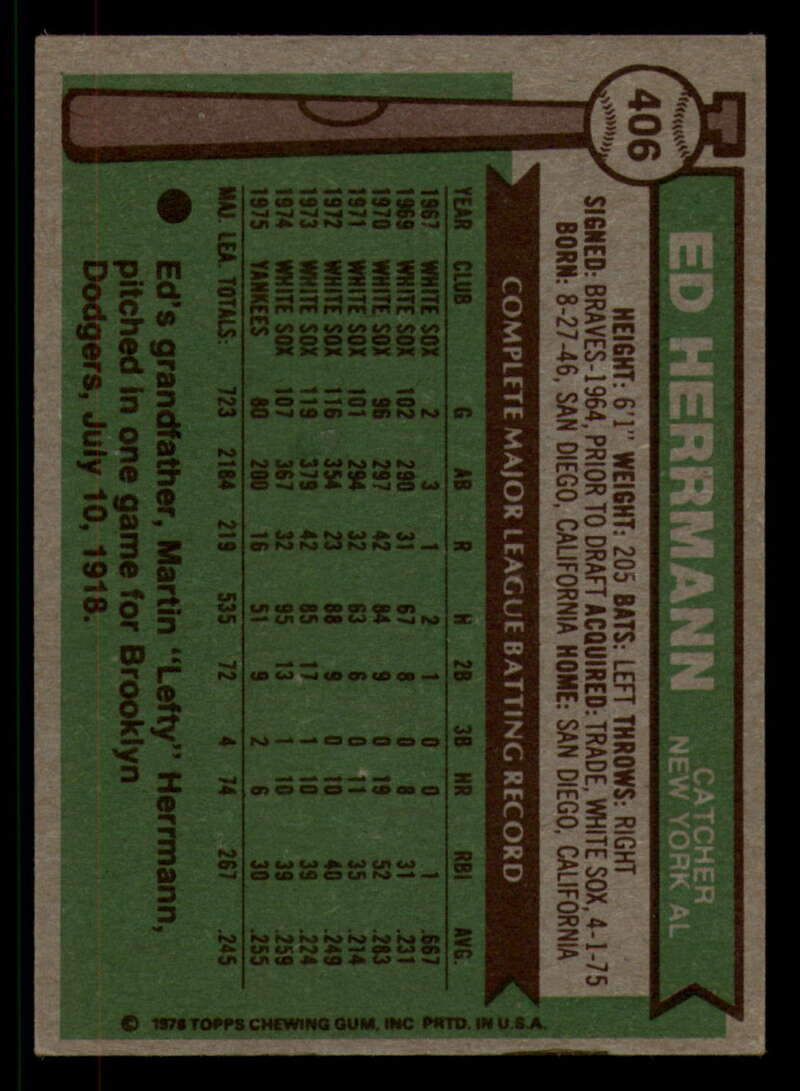 406
ED HERRMANN
CATCHER
NEW YORK AL
HEIGHT: 6'1" WEIGHT: 205 BATS: LEFT THROWS: RIGHT
SIGNED: BRAVES-1964, PRIOR TO DRAFT ACQUIRED: TRADE, WHITE SOX, 4-1-75
BORN: 8-27-46, SAN DIEGO, CALIFORNIA HOME: SAN DIEGO, CALIFORNIA
COMPLETE MAJOR LEAGUE BATTING RECORD
YEAR CLUB G AB R H 2B 3B HR RBI AVG.
1967 WHITE SOX 2 3 1 2 1 0 0 1 .667
1969 WHITE SOX 102 290 31 67 8 0 8 31 .231
1970 WHITE SOX 96 297 42 84 9 0 19 52 .283
1971 WHITE SOX 101 294 32 63 6 0 11 35 .214
1972 WHITE SOX 116 354 23 88 9 0 10 40 .249
1973 WHITE SOX 119 379 42 85 17 1 10 39 .224
1974 WHITE SOX 107 367 32 95 13 1 10 39 .259
1975 YANKEES 80 280 16 51 9 2 6 30 .255
MAJ. LEA. TOTALS: 723 2184 219 535 72 4 74 267 .245
Ed's grandfather, Martin "Lefty" Herrmann,
pitched in one game for Brooklyn
Dodgers, July 10, 1918.
© 1976 TOPPS CHEWING GUM, INC PRTD. IN U.S.A.